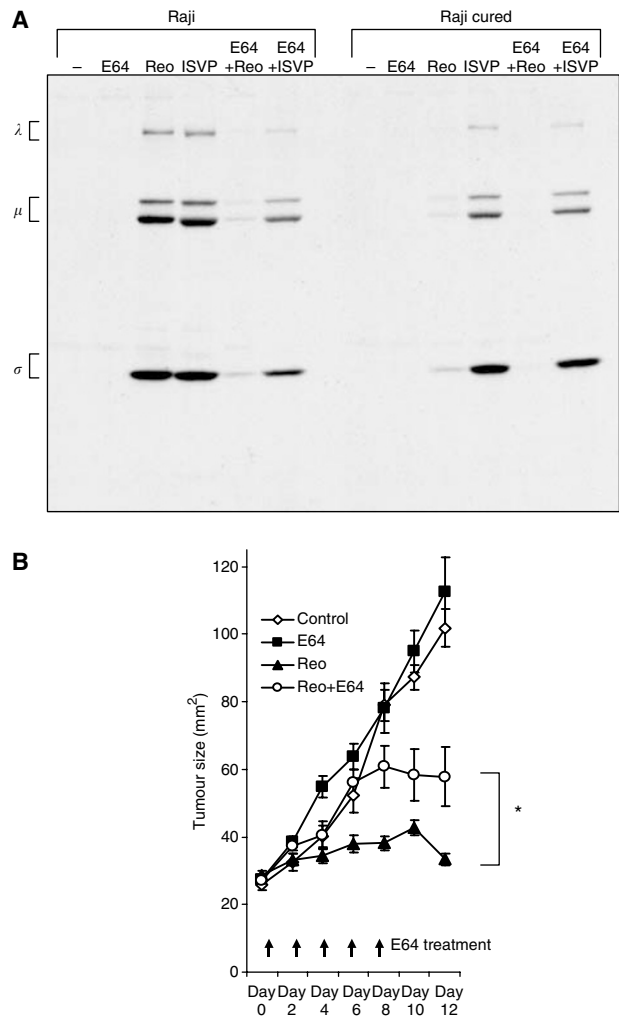 A
Raji
Raji cured
– E64 Reo ISVP E64 +Reo E64 +ISVP
– E64 Reo ISVP E64 +Reo E64 +ISVP
λ
μ
σ
B
120
100
80
60
40
20
0
Tumour size (mm²)
Control
E64
Reo
Reo+E64
*
E64 treatment
Day Day Day Day Day Day Day
0 2 4 6 8 10 12